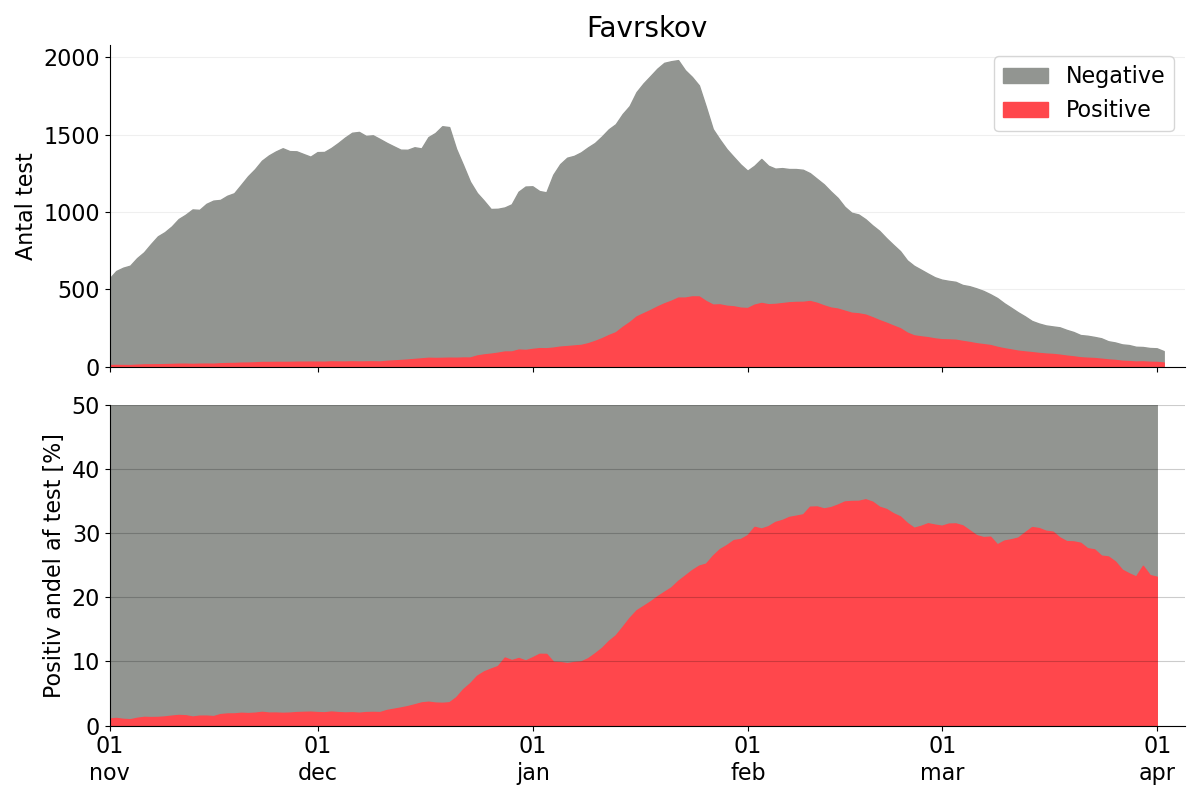 Favrskov
Antal test
2000
1500
1000
500
0
Negative
Positive
Positiv andel af test [%]
50
40
30
20
10
0
01 01 01 01 01 01
nov dec jan feb mar apr